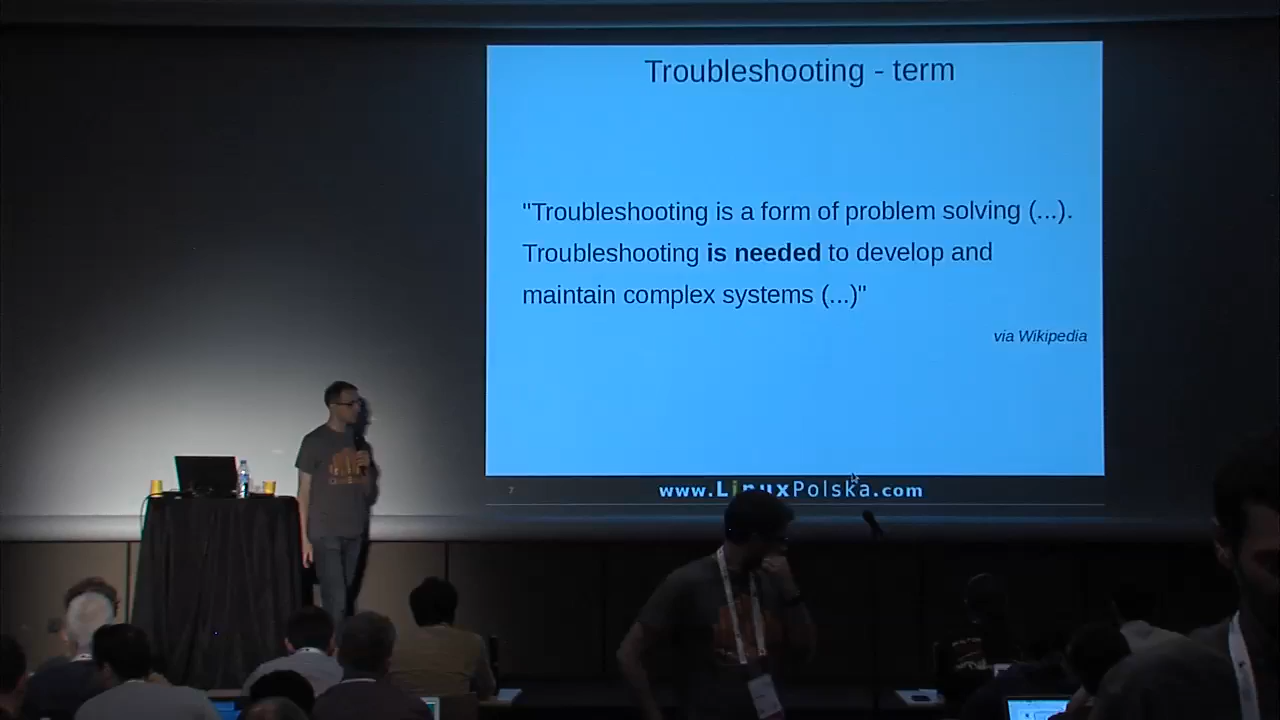 Troubleshooting - term
"Troubleshooting is a form of problem solving (...).
Troubleshooting is needed to develop and
maintain complex systems (...)"
via Wikipedia
7
www.LinuxPolska.com